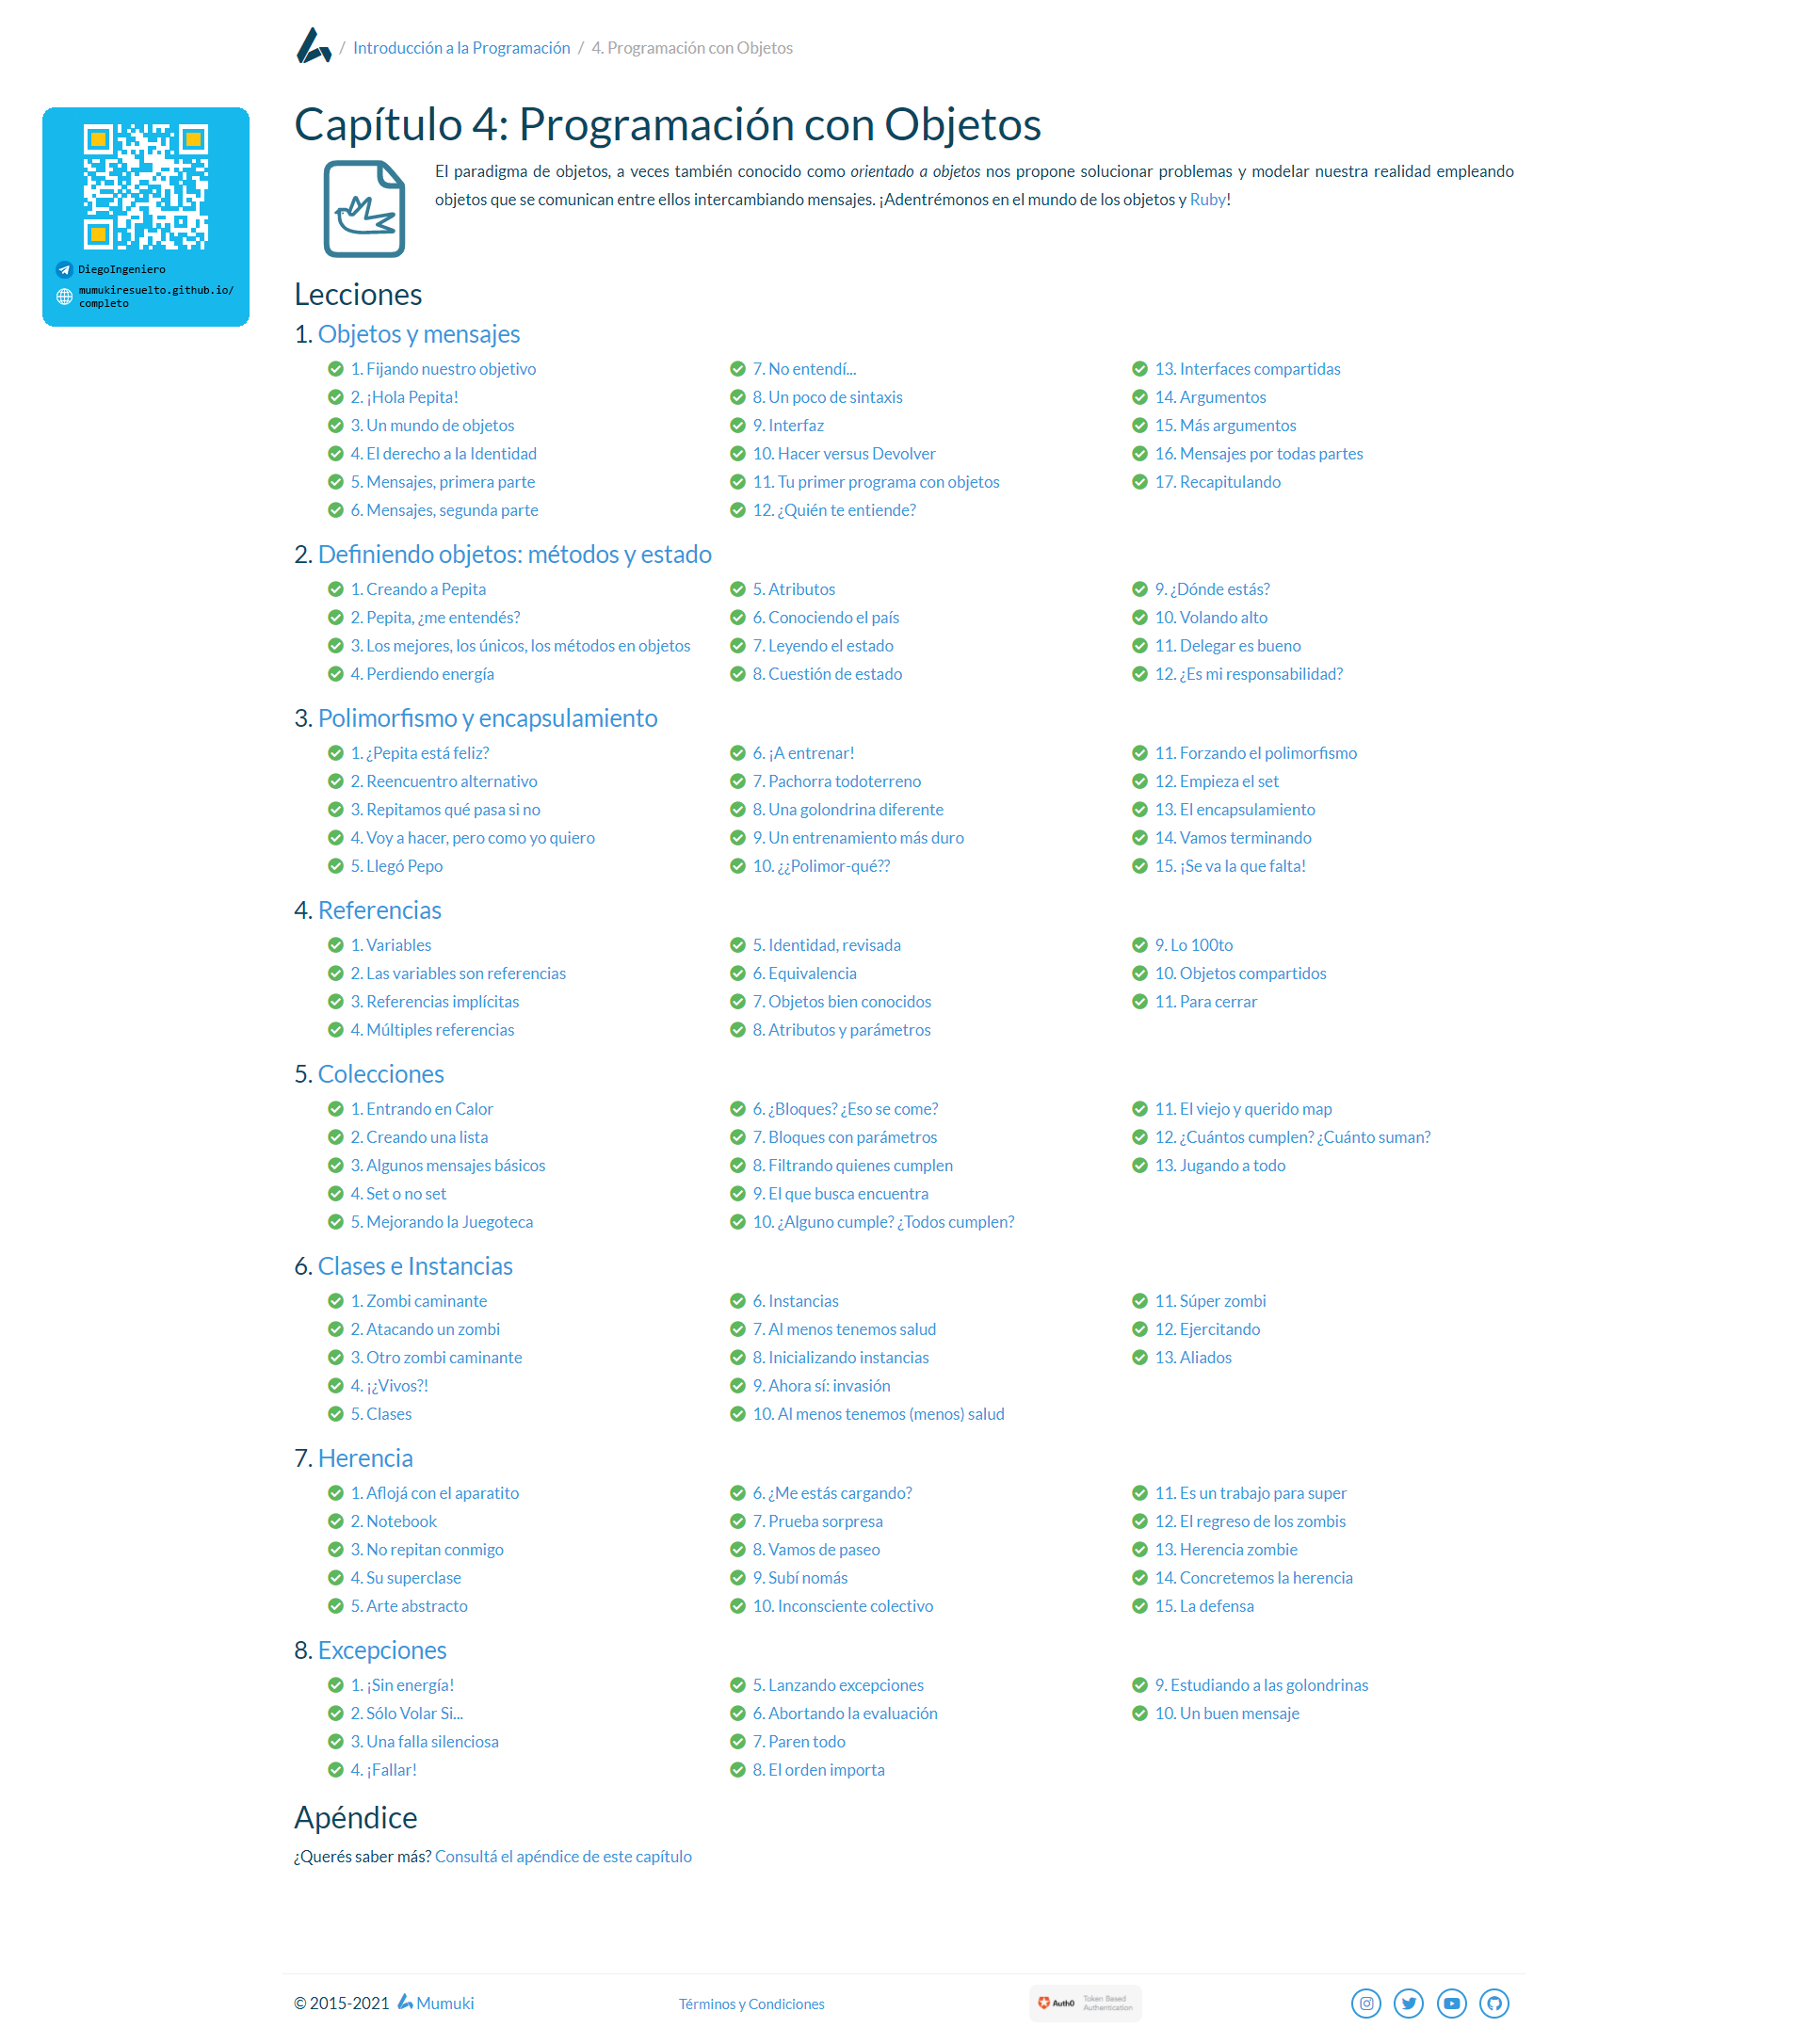 / Introducción a la Programación / 4. Programación con Objetos
DiegoIngeniero
mumukiresuelto.github.io/
completo
Capítulo 4: Programación con Objetos
El paradigma de objetos, a veces también conocido como orientado a objetos nos propone solucionar problemas y modelar nuestra realidad empleando
objetos que se comunican entre ellos intercambiando mensajes. ¡Adentrémonos en el mundo de los objetos y Ruby!
Lecciones
1. Objetos y mensajes
1. Fijando nuestro objetivo
2. ¡Hola Pepita!
3. Un mundo de objetos
4. El derecho a la Identidad
5. Mensajes, primera parte
6. Mensajes, segunda parte
7. No entendí...
8. Un poco de sintaxis
9. Interfaz
10. Hacer versus Devolver
11. Tu primer programa con objetos
12. ¿Quién te entiende?
13. Interfaces compartidas
14. Argumentos
15. Más argumentos
16. Mensajes por todas partes
17. Recapitulando
2. Definiendo objetos: métodos y estado
1. Creando a Pepita
2. Pepita, ¿me entendés?
3. Los mejores, los únicos, los métodos en objetos
4. Perdiendo energía
5. Atributos
6. Conociendo el país
7. Leyendo el estado
8. Cuestión de estado
9. ¿Dónde estás?
10. Volando alto
11. Delegar es bueno
12. ¿Es mi responsabilidad?
3. Polimorfismo y encapsulamiento
1. ¿Pepita está feliz?
2. Reencuentro alternativo
3. Repitamos qué pasa si no
4. Voy a hacer, pero como yo quiero
5. Llegó Pepo
6. ¡A entrenar!
7. Pachorra todoterreno
8. Una golondrina diferente
9. Un entrenamiento más duro
10. ¿¿Polimor-qué??
11. Forzando el polimorfismo
12. Empieza el set
13. El encapsulamiento
14. Vamos terminando
15. ¡Se va la que falta!
4. Referencias
1. Variables
2. Las variables son referencias
3. Referencias implícitas
4. Múltiples referencias
5. Identidad, revisada
6. Equivalencia
7. Objetos bien conocidos
8. Atributos y parámetros
9. Lo 100to
10. Objetos compartidos
11. Para cerrar
5. Colecciones
1. Entrando en Calor
2. Creando una lista
3. Algunos mensajes básicos
4. Set o no set
5. Mejorando la Juegoteca
6. ¿Bloques? ¿Eso se come?
7. Bloques con parámetros
8. Filtrando quienes cumplen
9. El que busca encuentra
10. ¿Alguno cumple? ¿Todos cumplen?
11. El viejo y querido map
12. ¿Cuántos cumplen? ¿Cuánto suman?
13. Jugando a todo
6. Clases e Instancias
1. Zombi caminante
2. Atacando un zombi
3. Otro zombi caminante
4. ¡¿Vivos?!
5. Clases
6. Instancias
7. Al menos tenemos salud
8. Inicializando instancias
9. Ahora sí: invasión
10. Al menos tenemos (menos) salud
11. Súper zombi
12. Ejercitando
13. Aliados
7. Herencia
1. Aflojá con el aparatito
2. Notebook
3. No repitan conmigo
4. Su superclase
5. Arte abstracto
6. ¿Me estás cargando?
7. Prueba sorpresa
8. Vamos de paseo
9. Subí nomás
10. Inconsciente colectivo
11. Es un trabajo para super
12. El regreso de los zombis
13. Herencia zombie
14. Concretemos la herencia
15. La defensa
8. Excepciones
1. ¡Sin energía!
2. Sólo Volar Si...
3. Una falla silenciosa
4. ¡Fallar!
5. Lanzando excepciones
6. Abortando la evaluación
7. Paren todo
8. El orden importa
9. Estudiando a las golondrinas
10. Un buen mensaje
Apéndice
¿Querés saber más? Consultá el apéndice de este capítulo
© 2015-2021 Mumuki
Términos y Condiciones
Auth0
Token Based
Authentication